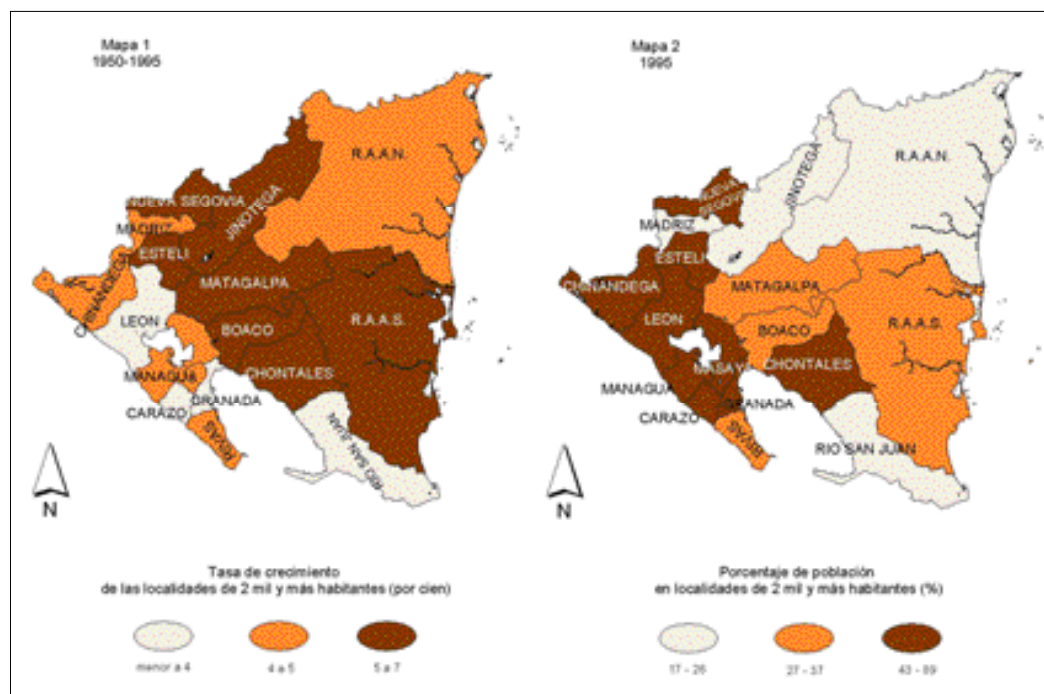 Mapa 1
1950-1995
R.A.A.N.
NUEVA SEGOVIA
JINOTEGA
MADRIZ
ESTELI
CHINANDEGA
MATAGALPA
LEON
BOACO
R.A.A.S.
CHONTALES
MANAGUA
GRANADA
CARAZO
RIVAS
RIO SAN JUAN
N
Tasa de crecimiento
de las localidades de 2 mil y más habitantes (por cien)
menor a 4
4 a 5
5 a 7
Mapa 2
1995
R.A.A.N.
JINOTEGA
NUEVA
SEGOVIA
MADRIZ
ESTELI
CHINANDEGA
MATAGALPA
LEON
BOACO
R.A.A.S.
MASAYA
CHONTALES
MANAGUA
GRANADA
CARAZO
RIVAS
RIO SAN JUAN
N
Porcentaje de población
en localidades de 2 mil y más habitantes (%)
17 - 26
27 - 37
43 - 89